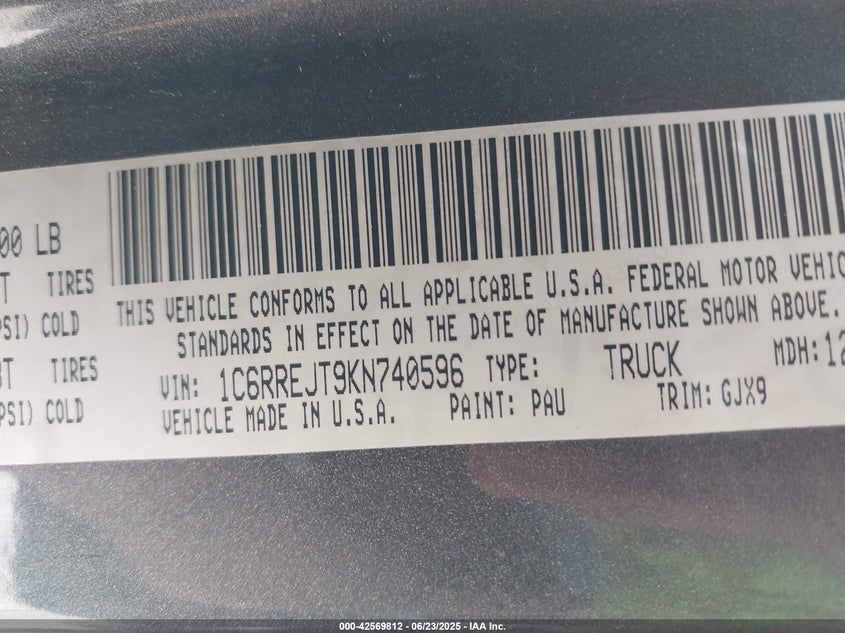 00 LB
T TIRES
PSI) COLD
T TIRES
PSI) COLD
THIS VEHICLE CONFORMS TO ALL APPLICABLE U.S.A. FEDERAL MOTOR VEHIC
STANDARDS IN EFFECT ON THE DATE OF MANUFACTURE SHOWN ABOVE.
VIN: 1C6RREJT9KN740596 TYPE: TRUCK MDH: 12
VEHICLE MADE IN U.S.A. PAINT: PAU TRIM: GJX9
000-42569812 - 06/23/2025 - IAA Inc.